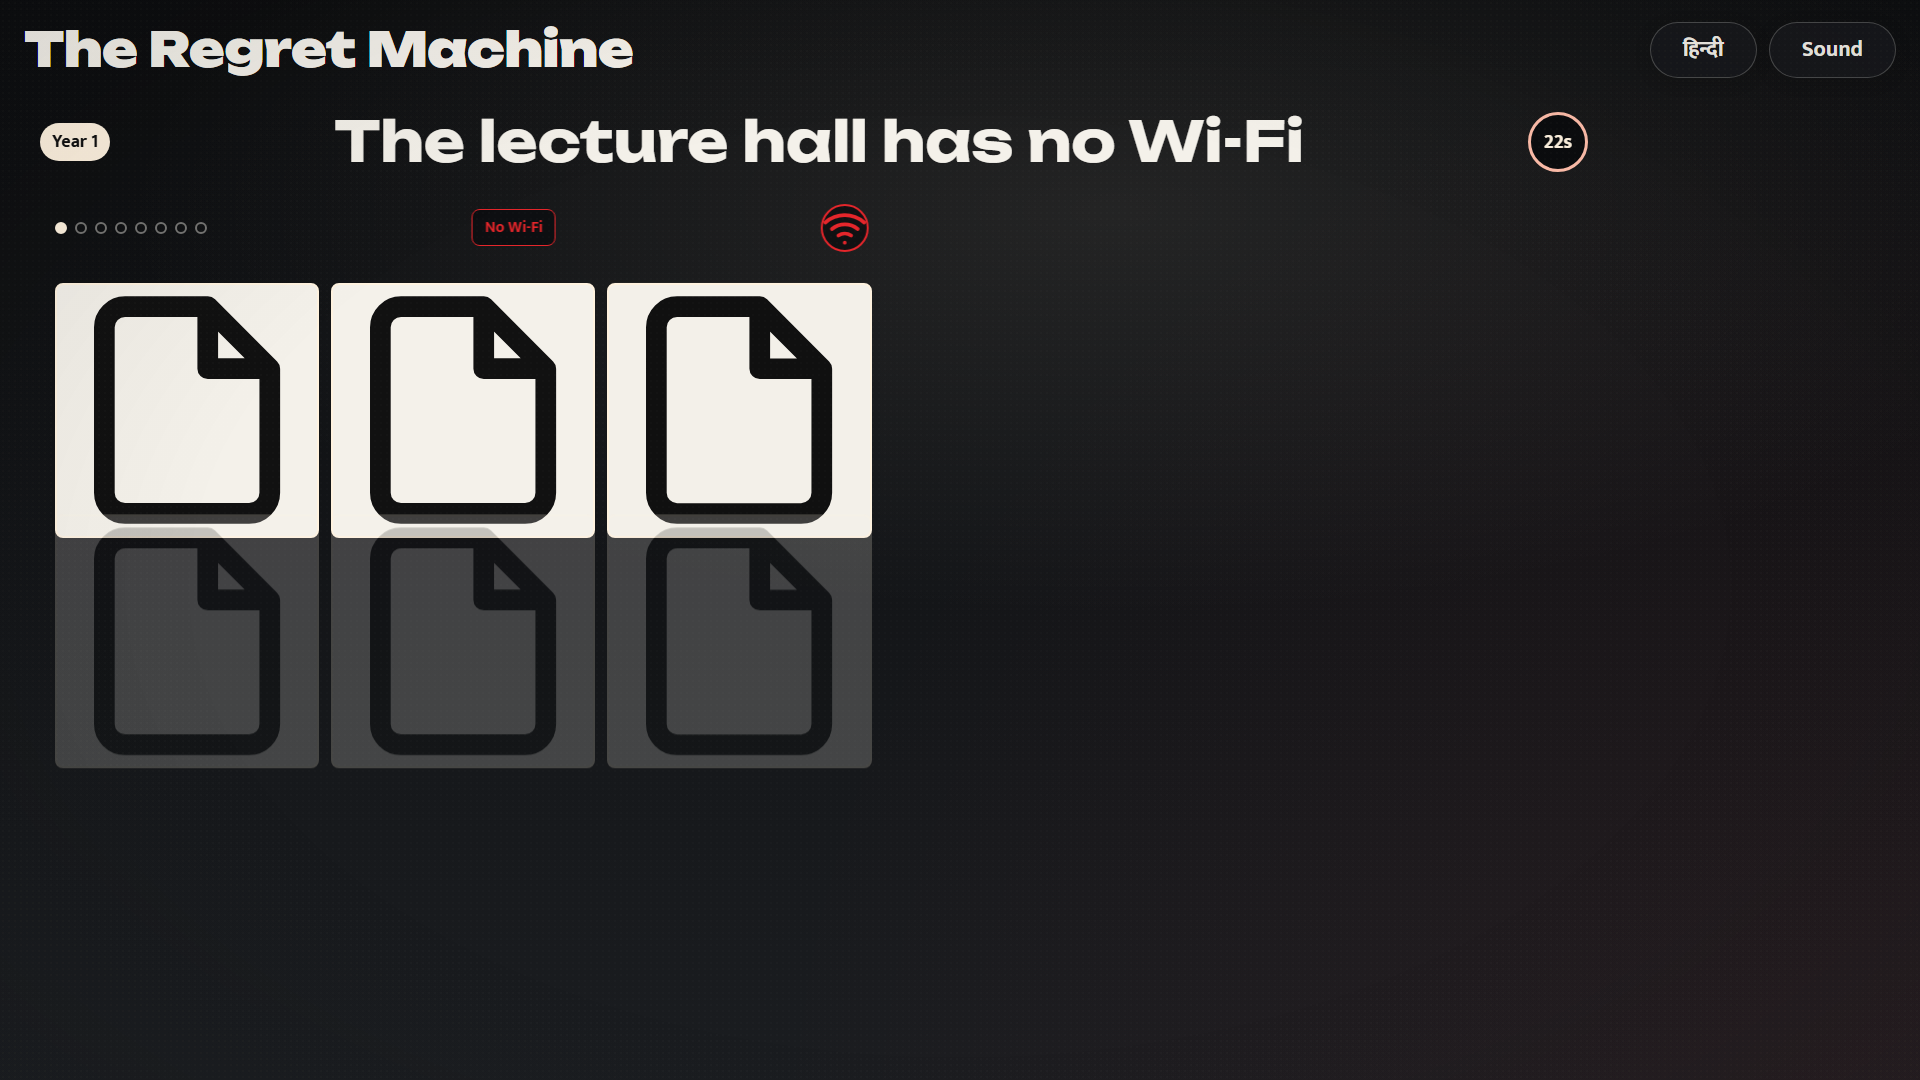 The Regret Machine
हिन्दी
Sound
Year 1
The lecture hall has no Wi-Fi
22s
No Wi-Fi